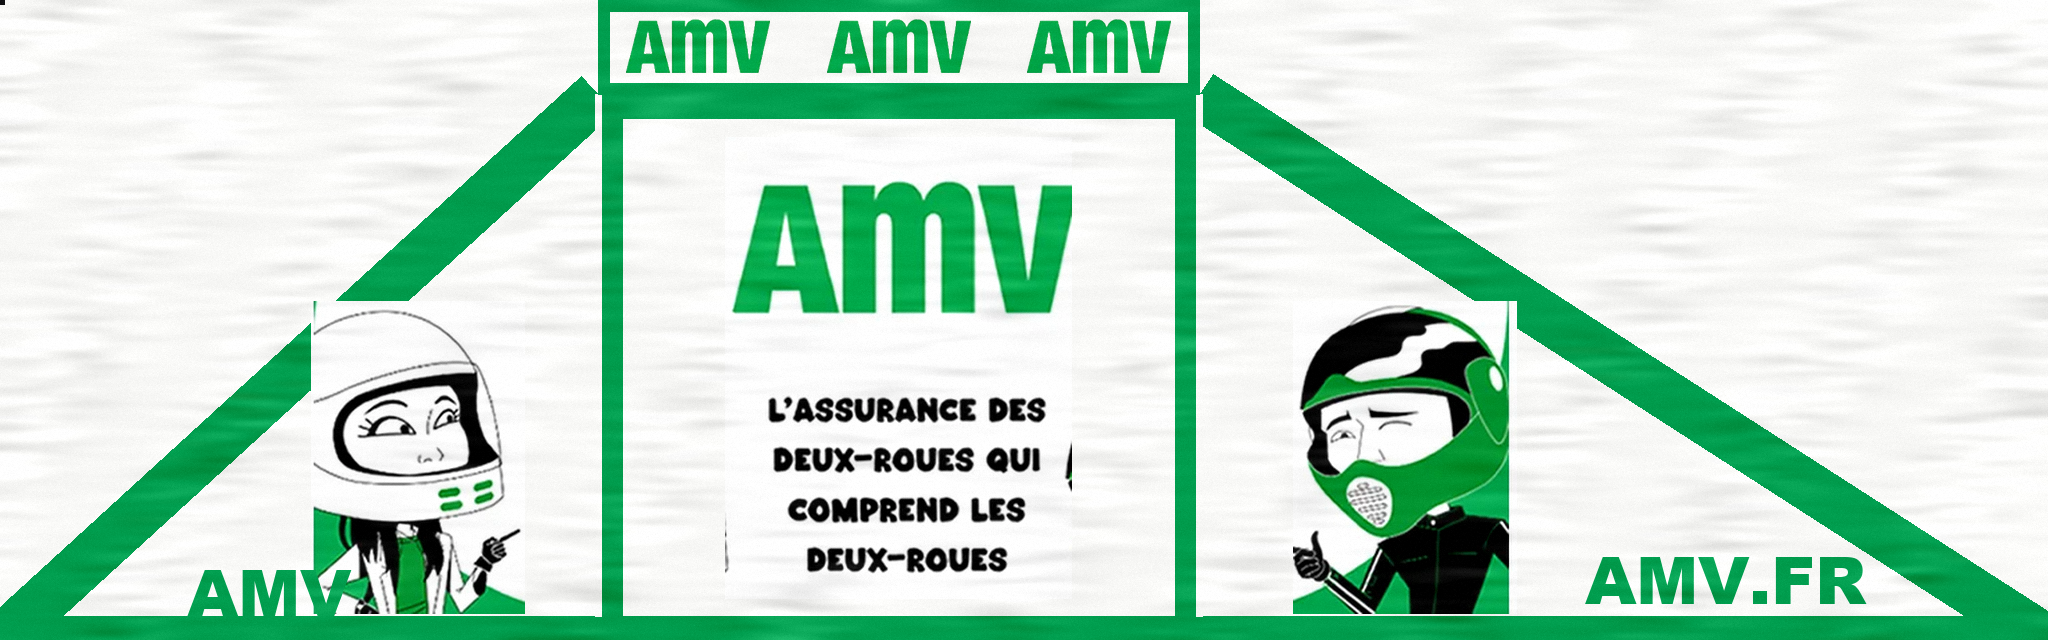 AMV AMV AMV
AMV
L'ASSURANCE DES
DEUX-ROUES QUI
COMPREND LES
DEUX-ROUES
AMV
AMV.FR